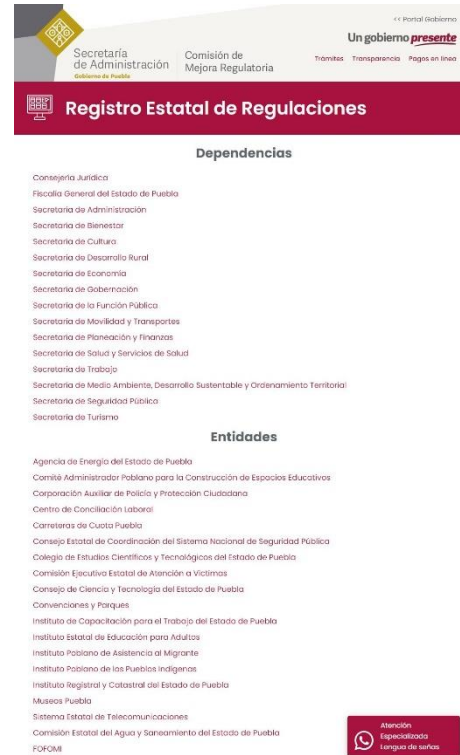 << Portal Gobierno
Un gobierno presente
Secretaría
de Administración
Gobierno de Puebla
Comisión de
Mejora Regulatoria
Trámites Transparencia Pagos en línea
Registro Estatal de Regulaciones
Dependencias
Consejería Jurídica
Fiscalía General del Estado de Puebla
Secretaría de Administración
Secretaría de Bienestar
Secretaría de Cultura
Secretaría de Desarrollo Rural
Secretaría de Economía
Secretaría de Gobernación
Secretaría de la Función Pública
Secretaría de Movilidad y Transportes
Secretaría de Planeación y Finanzas
Secretaría de Salud y Servicios de Salud
Secretaría de Trabajo
Secretaría de Medio Ambiente, Desarrollo Sustentable y Ordenamiento Territorial
Secretaría de Seguridad Pública
Secretaría de Turismo
Entidades
Agencia de Energía del Estado de Puebla
Comité Administrador Poblano para la Construcción de Espacios Educativos
Corporación Auxiliar de Policía y Protección Ciudadana
Centro de Conciliación Laboral
Carreteras de Cuota Puebla
Consejo Estatal de Coordinación del Sistema Nacional de Seguridad Pública
Colegio de Estudios Científicos y Tecnológicos del Estado de Puebla
Comisión Ejecutiva Estatal de Atención a Víctimas
Consejo de Ciencia y Tecnología del Estado de Puebla
Convenciones y Parques
Instituto de Capacitación para el Trabajo del Estado de Puebla
Instituto Estatal de Educación para Adultos
Instituto Poblano de Asistencia al Migrante
Instituto Poblano de los Pueblos Indígenas
Instituto Registral y Catastral del Estado de Puebla
Museos Puebla
Sistema Estatal de Telecomunicaciones
Comisión Estatal del Agua y Saneamiento del Estado de Puebla
FOFOMI
Atención
Especializada
Lengua de señas